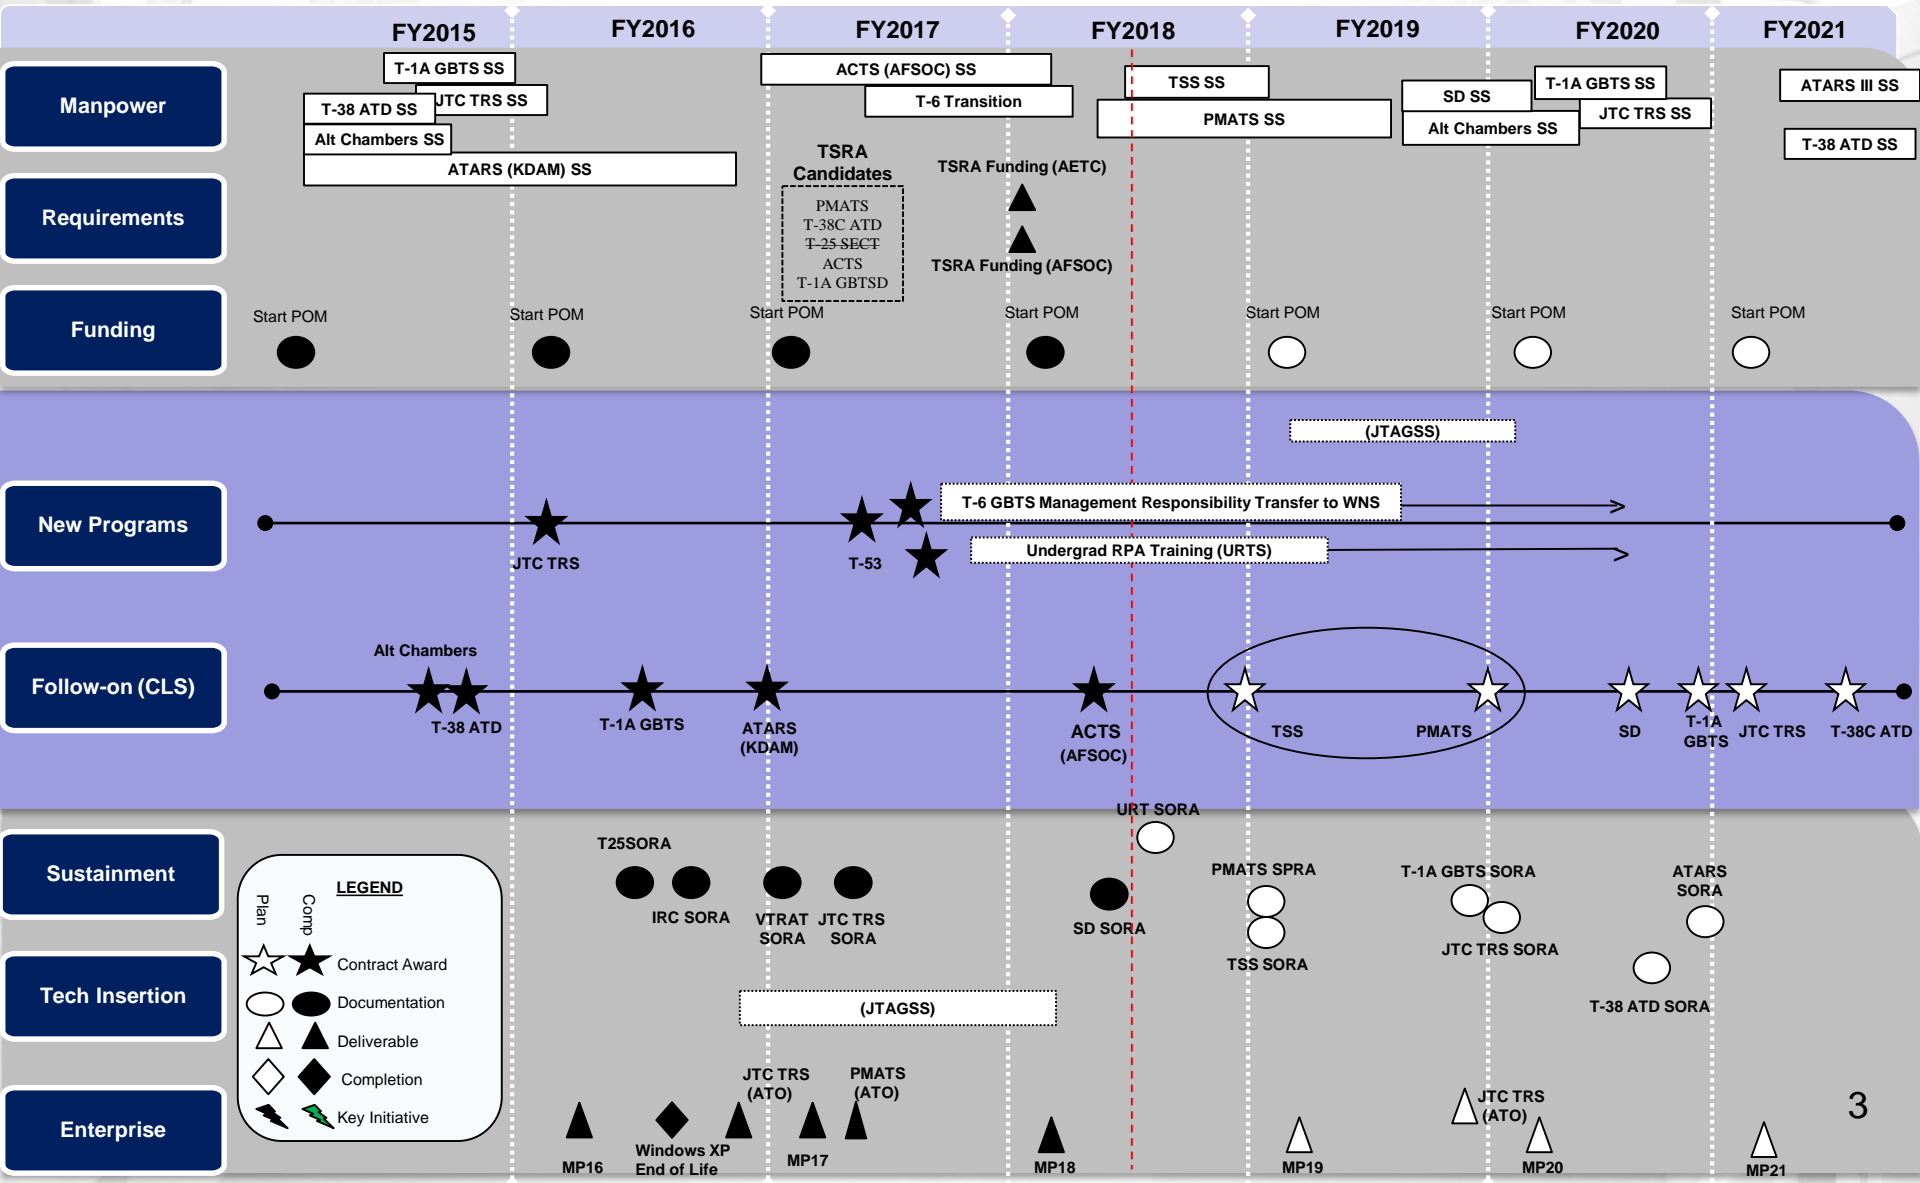 FY2015
FY2016
FY2017
FY2018
FY2019
FY2020
FY2021
Manpower
T-1A GBTS SS
JTC TRS SS
T-38 ATD SS
Alt Chambers SS
ATARS (KDAM) SS
ACTS (AFSOC) SS
T-6 Transition
TSS SS
PMATS SS
SD SS
Alt Chambers SS
T-1A GBTS SS
JTC TRS SS
ATARS III SS
T-38 ATD SS
Requirements
TSRA
Candidates
PMATS
T-38C ATD
T-25 SECT
ACTS
T-1A GBTSD
TSRA Funding (AETC)
TSRA Funding (AFSOC)
Funding
Start POM
Start POM
Start POM
Start POM
Start POM
Start POM
Start POM
New Programs
(JTAGSS)
T-6 GBTS Management Responsibility Transfer to WNS
Undergrad RPA Training (URTS)
JTC TRS
T-53
Follow-on (CLS)
Alt Chambers
T-38 ATD
T-1A GBTS
ATARS
(KDAM)
ACTS
(AFSOC)
TSS
PMATS
SD
T-1A
GBTS
JTC TRS
T-38C ATD
Sustainment
T25SORA
IRC SORA
VTRAT
SORA
JTC TRS
SORA
URT SORA
SD SORA
PMATS SPRA
TSS SORA
T-1A GBTS SORA
JTC TRS SORA
ATARS
SORA
T-38 ATD SORA
Tech Insertion
(JTAGSS)
LEGEND
Plan
Comp
Contract Award
Documentation
Deliverable
Completion
Key Initiative
Enterprise
MP16
Windows XP
End of Life
JTC TRS
(ATO)
MP17
PMATS
(ATO)
MP18
MP19
JTC TRS
(ATO)
MP20
MP21
3